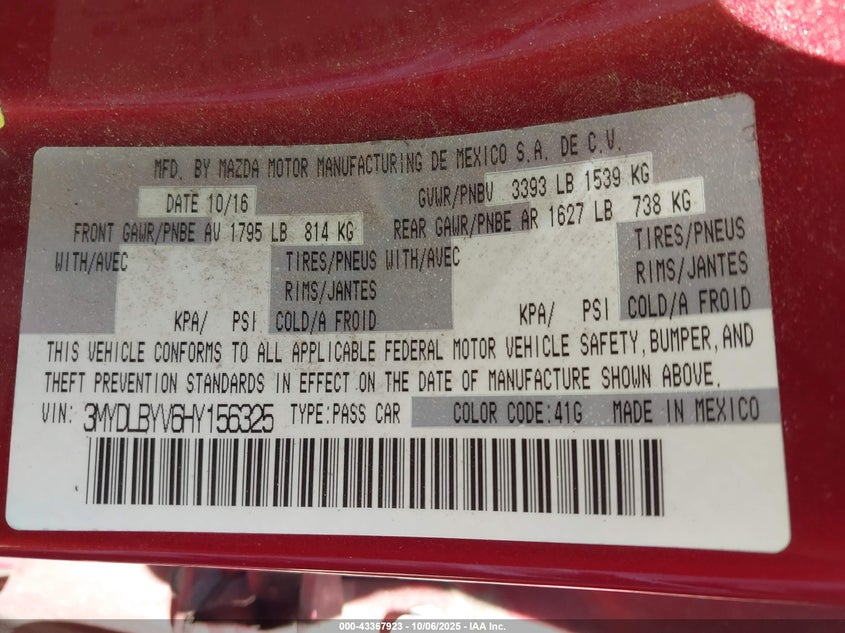 MFD. BY MAZDA MOTOR MANUFACTURING DE MEXICO S.A. DE C.V.
DATE 10/16 GVWR/PNBV 3393 LB 1539 KG
FRONT GAWR/PNBE AV 1795 LB 814 KG REAR GAWR/PNBE AR 1627 LB 738 KG
WITH/AVEC TIRES/PNEUS WITH/AVEC TIRES/PNEUS
RIMS/JANTES RIMS/JANTES
KPA/ PSI COLD/A FROID KPA/ PSI COLD/A FROID
THIS VEHICLE CONFORMS TO ALL APPLICABLE FEDERAL MOTOR VEHICLE SAFETY, BUMPER, AND
THEFT PREVENTION STANDARDS IN EFFECT ON THE DATE OF MANUFACTURE SHOWN ABOVE.
VIN: 3MYDLBYV6HY156325 TYPE:PASS CAR COLOR CODE:41G MADE IN MEXICO
000-43367923 - 10/06/2025 - IAA Inc.